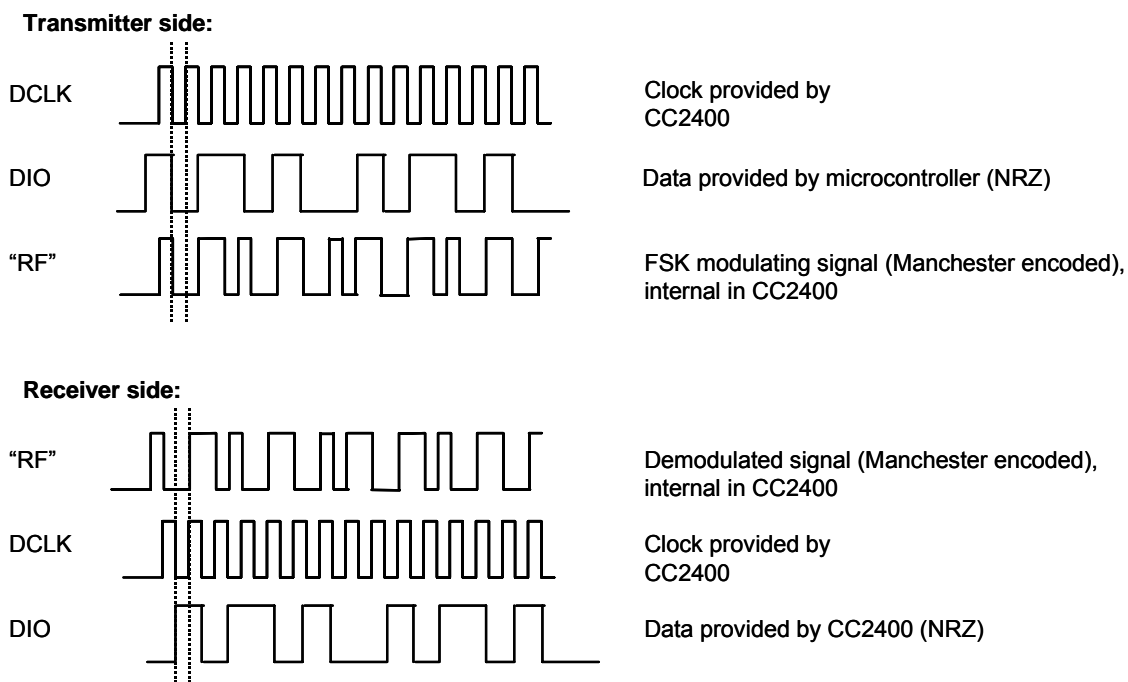 Transmitter side:
DCLK
Clock provided by
CC2400
DIO
Data provided by microcontroller (NRZ)
“RF”
FSK modulating signal (Manchester encoded),
internal in CC2400
Receiver side:
“RF”
Demodulated signal (Manchester encoded),
internal in CC2400
DCLK
Clock provided by
CC2400
DIO
Data provided by CC2400 (NRZ)